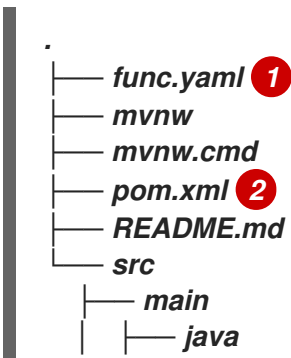 .
├── func.yaml 1
├── mvnw
├── mvnw.cmd
├── pom.xml 2
├── README.md
└── src
    ├── main
    │   ├── java